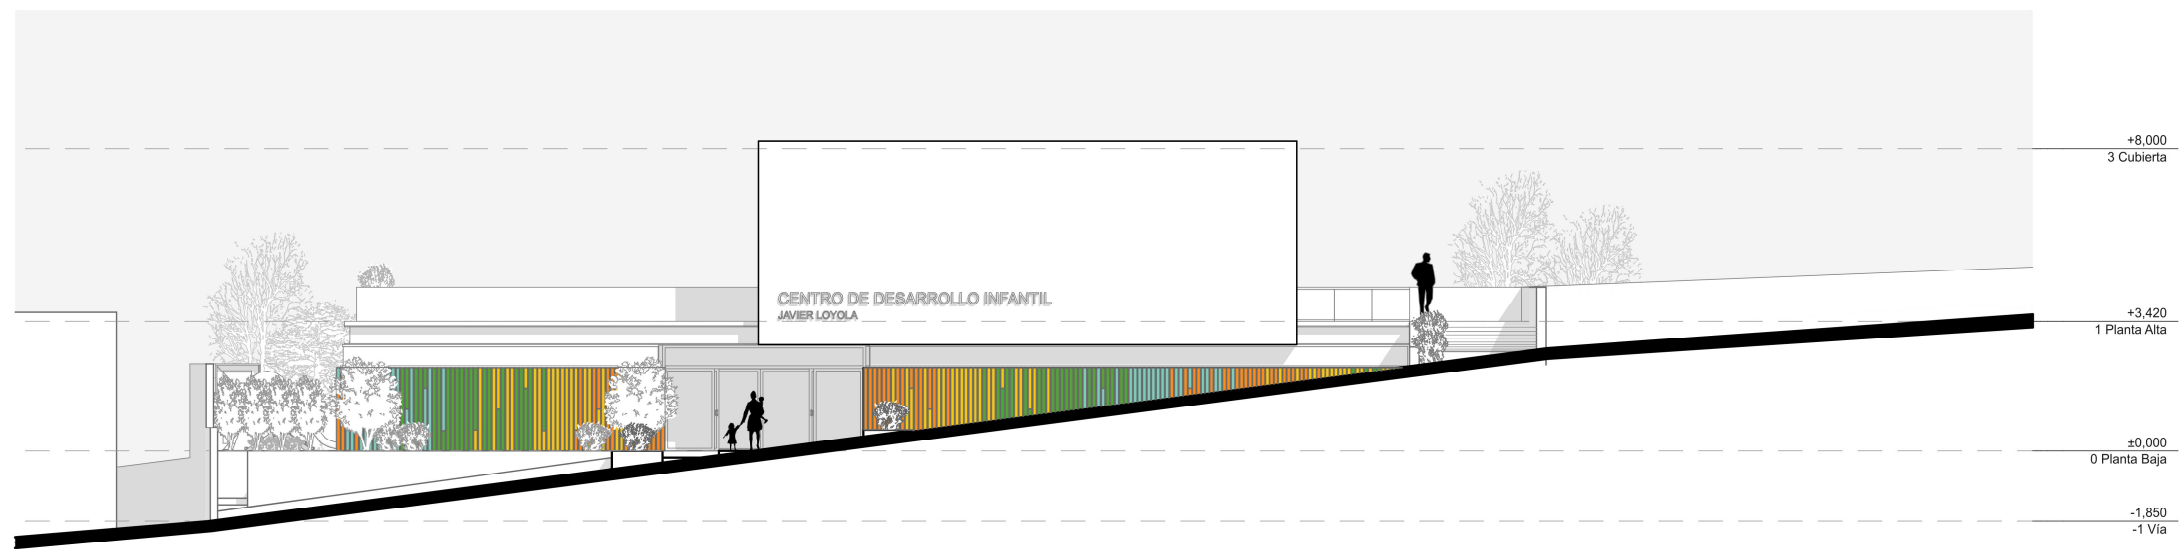 +8,000
3 Cubierta
CENTRO DE DESARROLLO INFANTIL
JAVIER LOYOLA
+3,420
1 Planta Alta
±0,000
0 Planta Baja
-1,850
-1 Vía